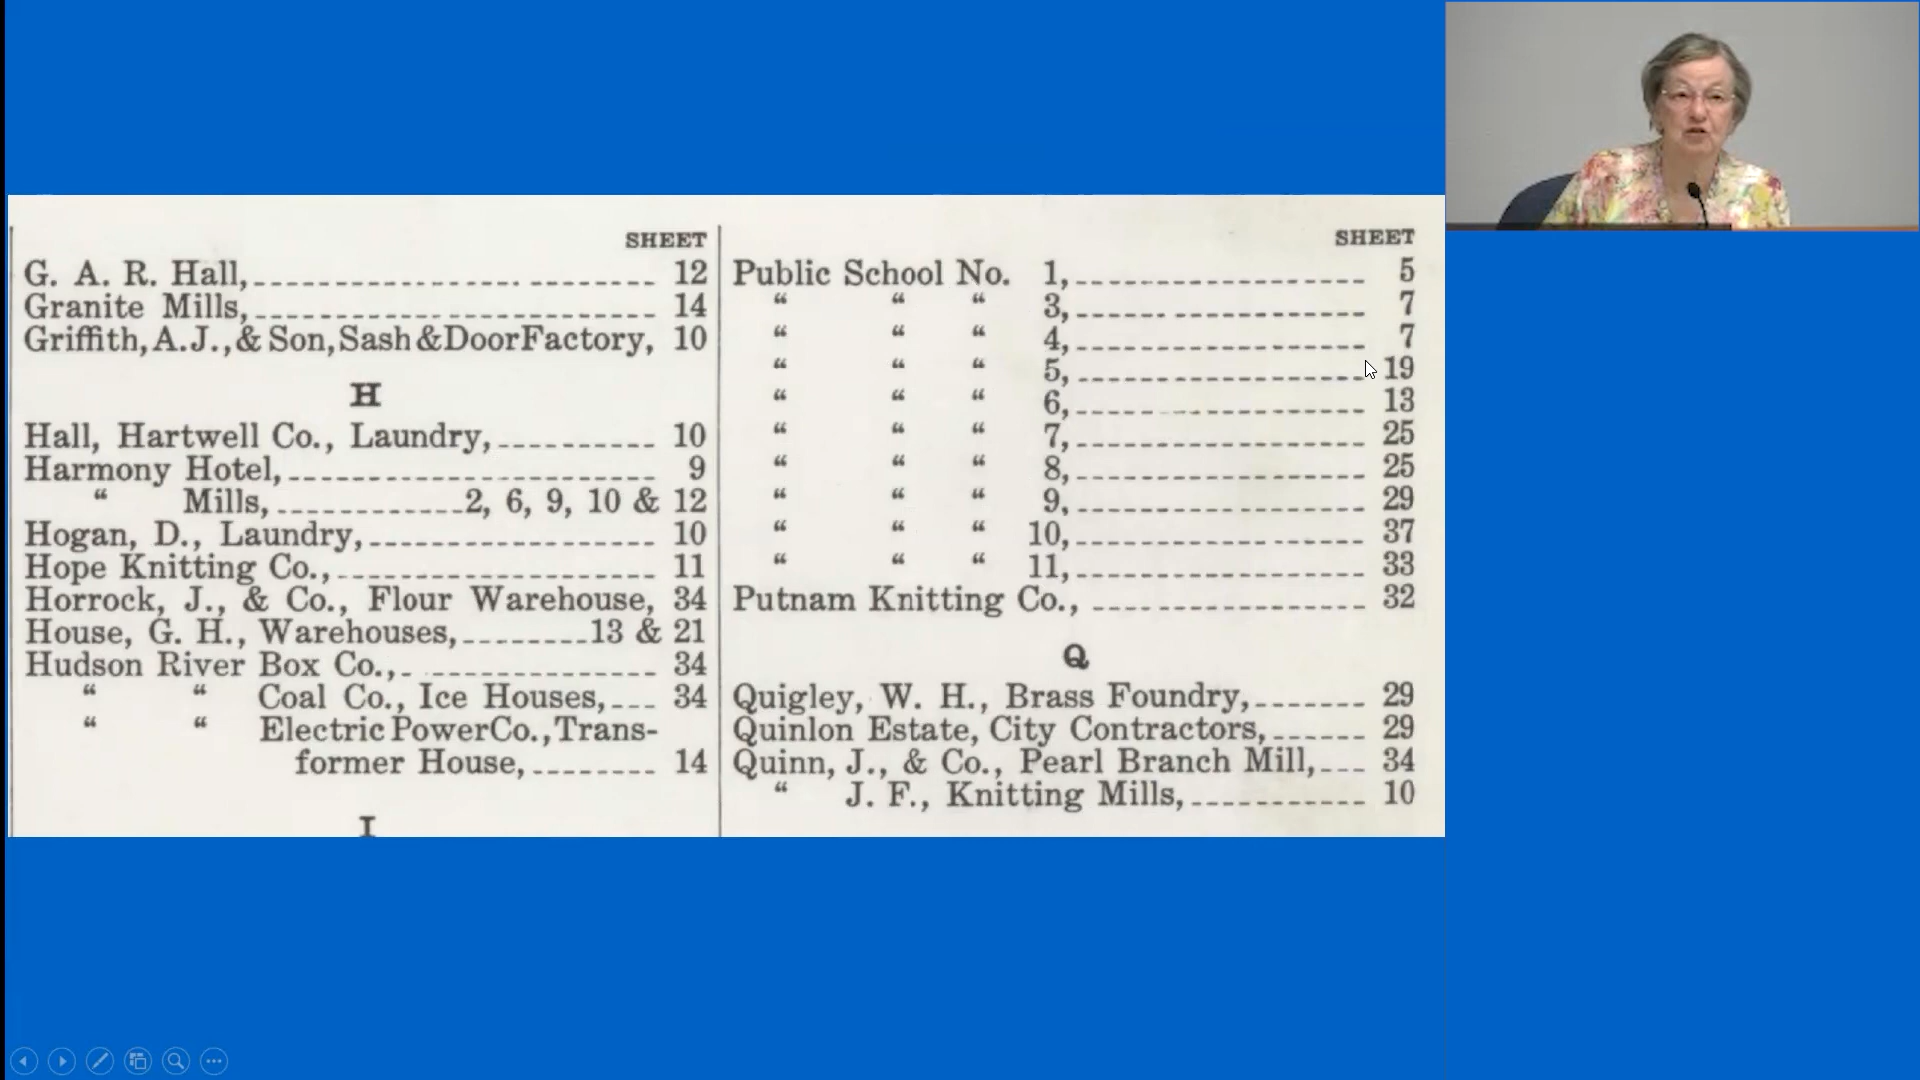 SHEET
G. A. R. Hall, 12
Granite Mills, 14
Griffith, A.J., & Son, Sash & Door Factory, 10
H
Hall, Hartwell Co., Laundry, 10
Harmony Hotel, 9
“ Mills, 2, 6, 9, 10 & 12
Hogan, D., Laundry, 10
Hope Knitting Co., 11
Horrock, J., & Co., Flour Warehouse, 34
House, G. H., Warehouses, 13 & 21
Hudson River Box Co., 34
“ “ Coal Co., Ice Houses, 34
“ “ Electric Power Co., Trans-
former House, 14
I
SHEET
Public School No. 1, 5
“ “ “ 3, 7
“ “ “ 4, 7
“ “ “ 5, 19
“ “ “ 6, 13
“ “ “ 7, 25
“ “ “ 8, 25
“ “ “ 9, 29
“ “ “ 10, 37
“ “ “ 11, 33
Putnam Knitting Co., 32
Q
Quigley, W. H., Brass Foundry, 29
Quinlon Estate, City Contractors, 29
Quinn, J., & Co., Pearl Branch Mill, 34
“ J. F., Knitting Mills, 10